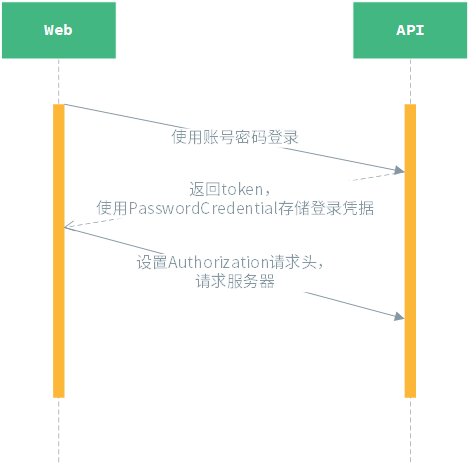 Web
API
使用账号密码登录
返回token，
使用PasswordCredential存储登录凭据
设置Authorization请求头，
请求服务器